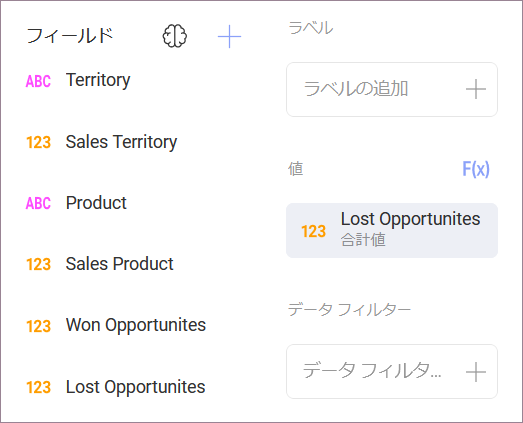 フィールド
ABC Territory
123 Sales Territory
ABC Product
123 Sales Product
123 Won Opportunites
123 Lost Opportunites
ラベル
ラベルの追加
値 F(x)
123 Lost Opportunites
合計値
データ フィルター
データ フィルタ...